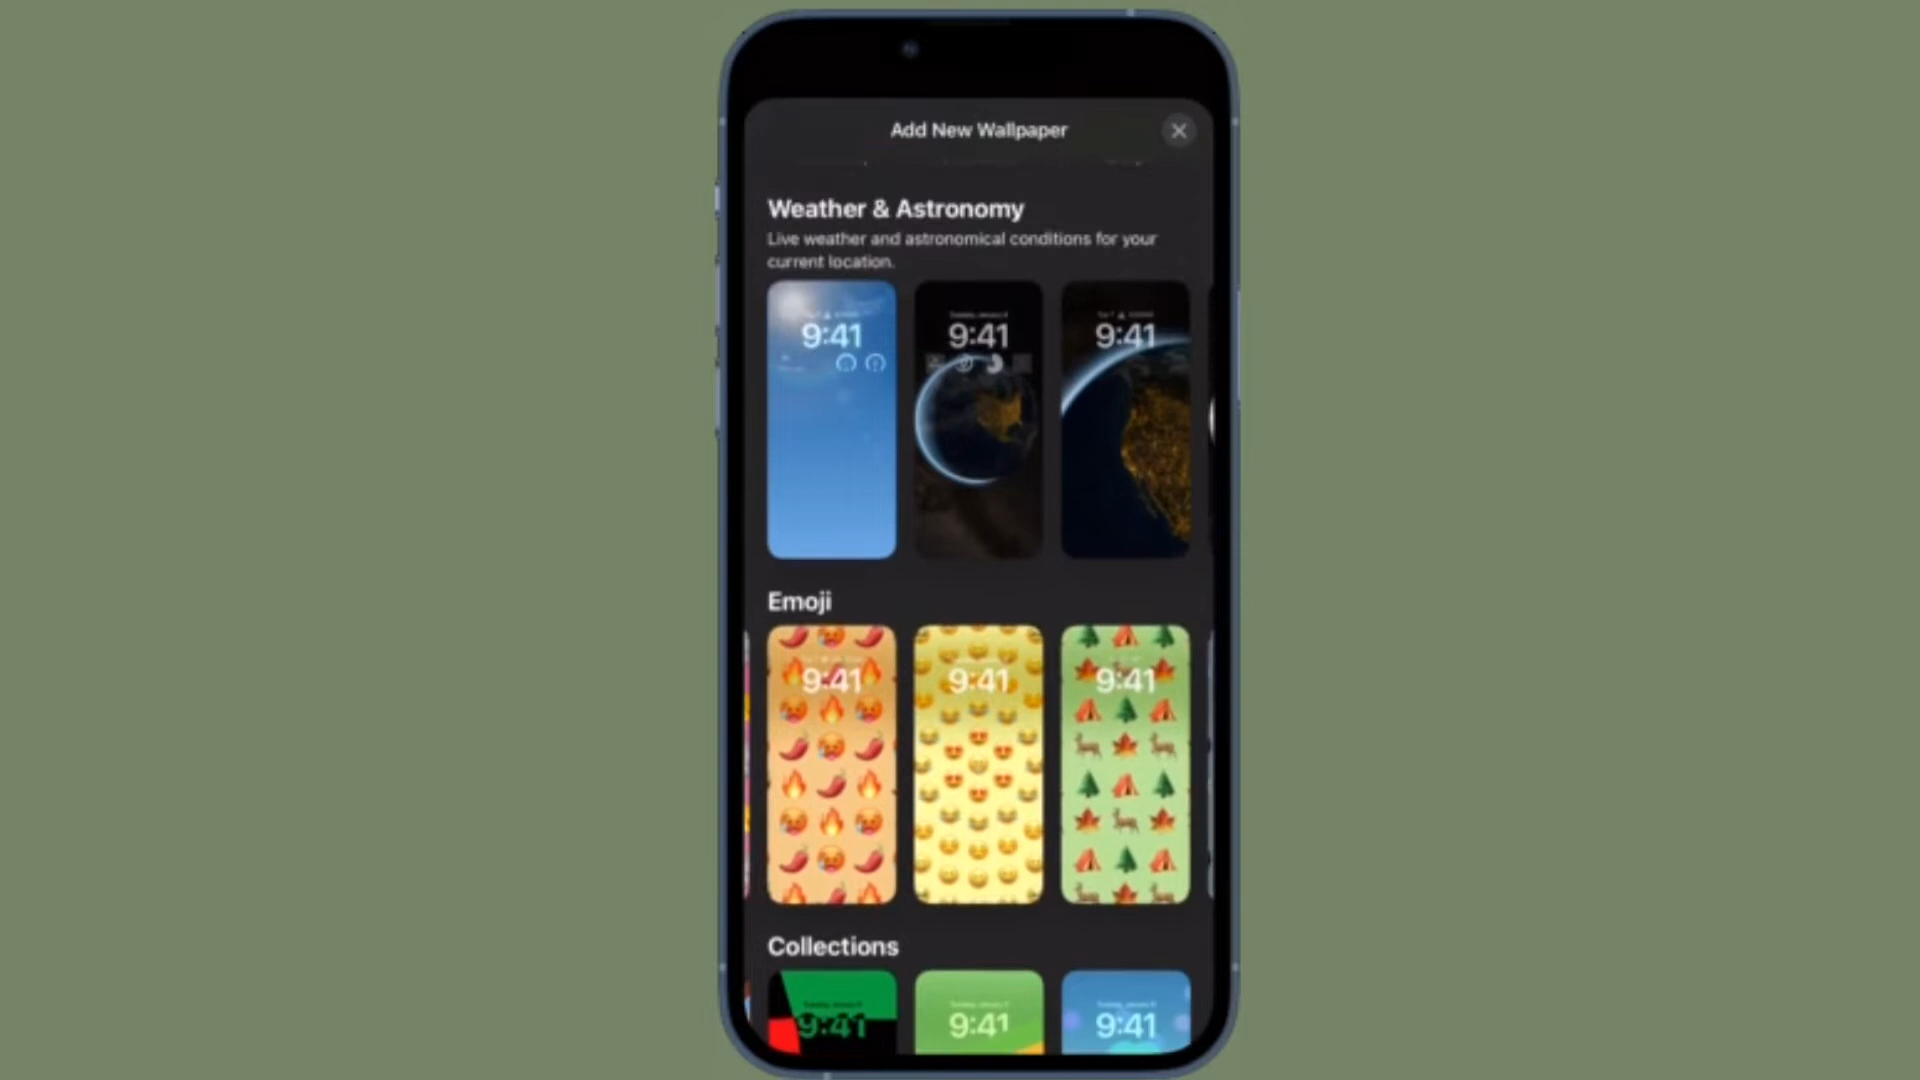 Add New Wallpaper
Weather & Astronomy
Live weather and astronomical conditions for your
current location.
9:41
9:41
9:41
Emoji
9:41
9:41
9:41
Collections
9:41
9:41
9:41